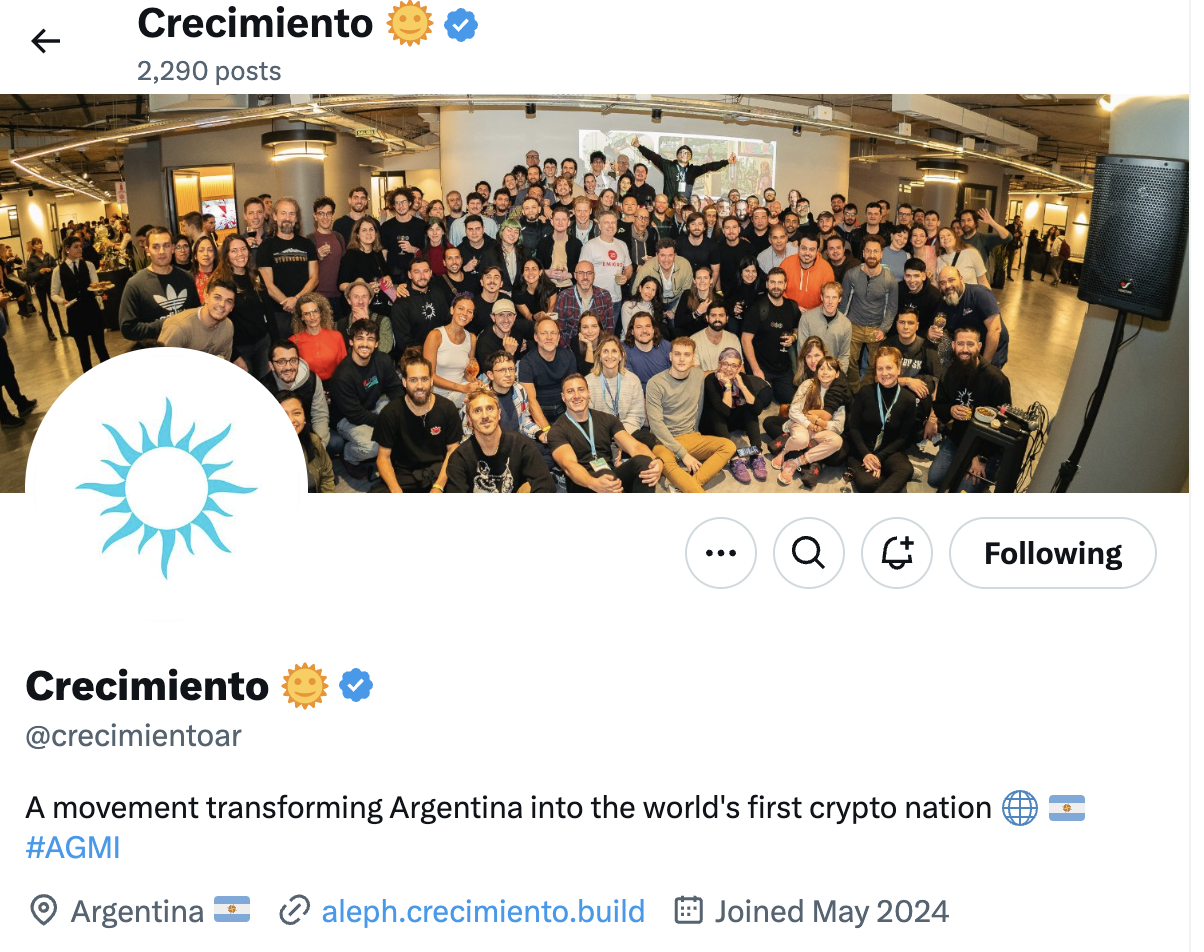 Crecimiento
2,290 posts
Following
Crecimiento
@crecimientoar
A movement transforming Argentina into the world's first crypto nation
#AGMI
Argentina aleph.crecimiento.build Joined May 2024